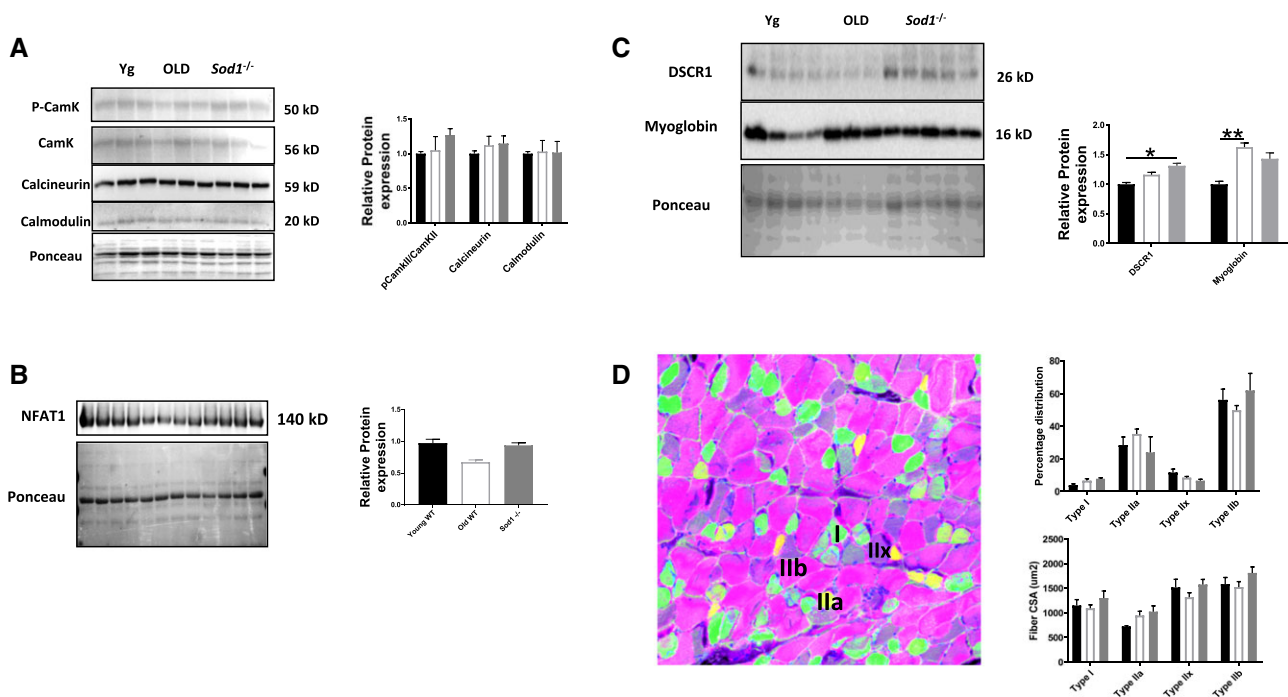 A
Yg OLD Sod1-/-
P-CamK 50 kD
CamK 56 kD
Calcineurin 59 kD
Calmodulin 20 kD
Ponceau
Relative Protein
expression
1.5
1.0
0.5
0.0
pCamkII/CamKII
Calcineurin
Calmodulin
B
NFAT1 140 kD
Ponceau
Relative Protein
expression
1.5
1.0
0.5
0.0
Young WT
Old WT
Sod1 -/-
C
Yg OLD Sod1-/-
DSCR1 26 kD
Myoglobin 16 kD
Ponceau
Relative Protein
expression
2.0
1.5
1.0
0.5
0.0
*
**
DSCR1
Myoglobin
D
I
IIx
IIb
IIa
Percentage distribution
80
60
40
20
0
Type I
Type IIa
Type IIx
Type IIb
Fiber CSA (um2)
2500
2000
1500
1000
500
0
Type I
Type IIa
Type IIx
Type IIb